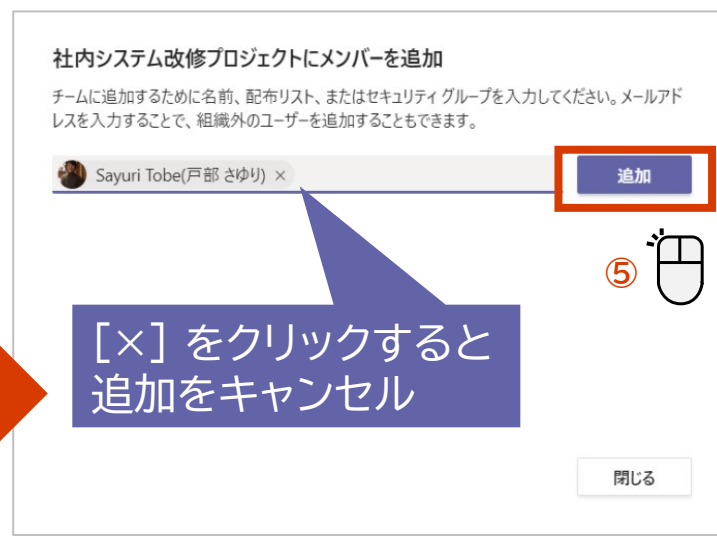 社内システム改修プロジェクトにメンバーを追加
チームに追加するために名前、配布リスト、またはセキュリティ グループを入力してください。メールアド
レスを入力することで、組織外のユーザーを追加することもできます。
Sayuri Tobe(戸部 さゆり) ×
追加
⑤
[×] をクリックすると
追加をキャンセル
閉じる